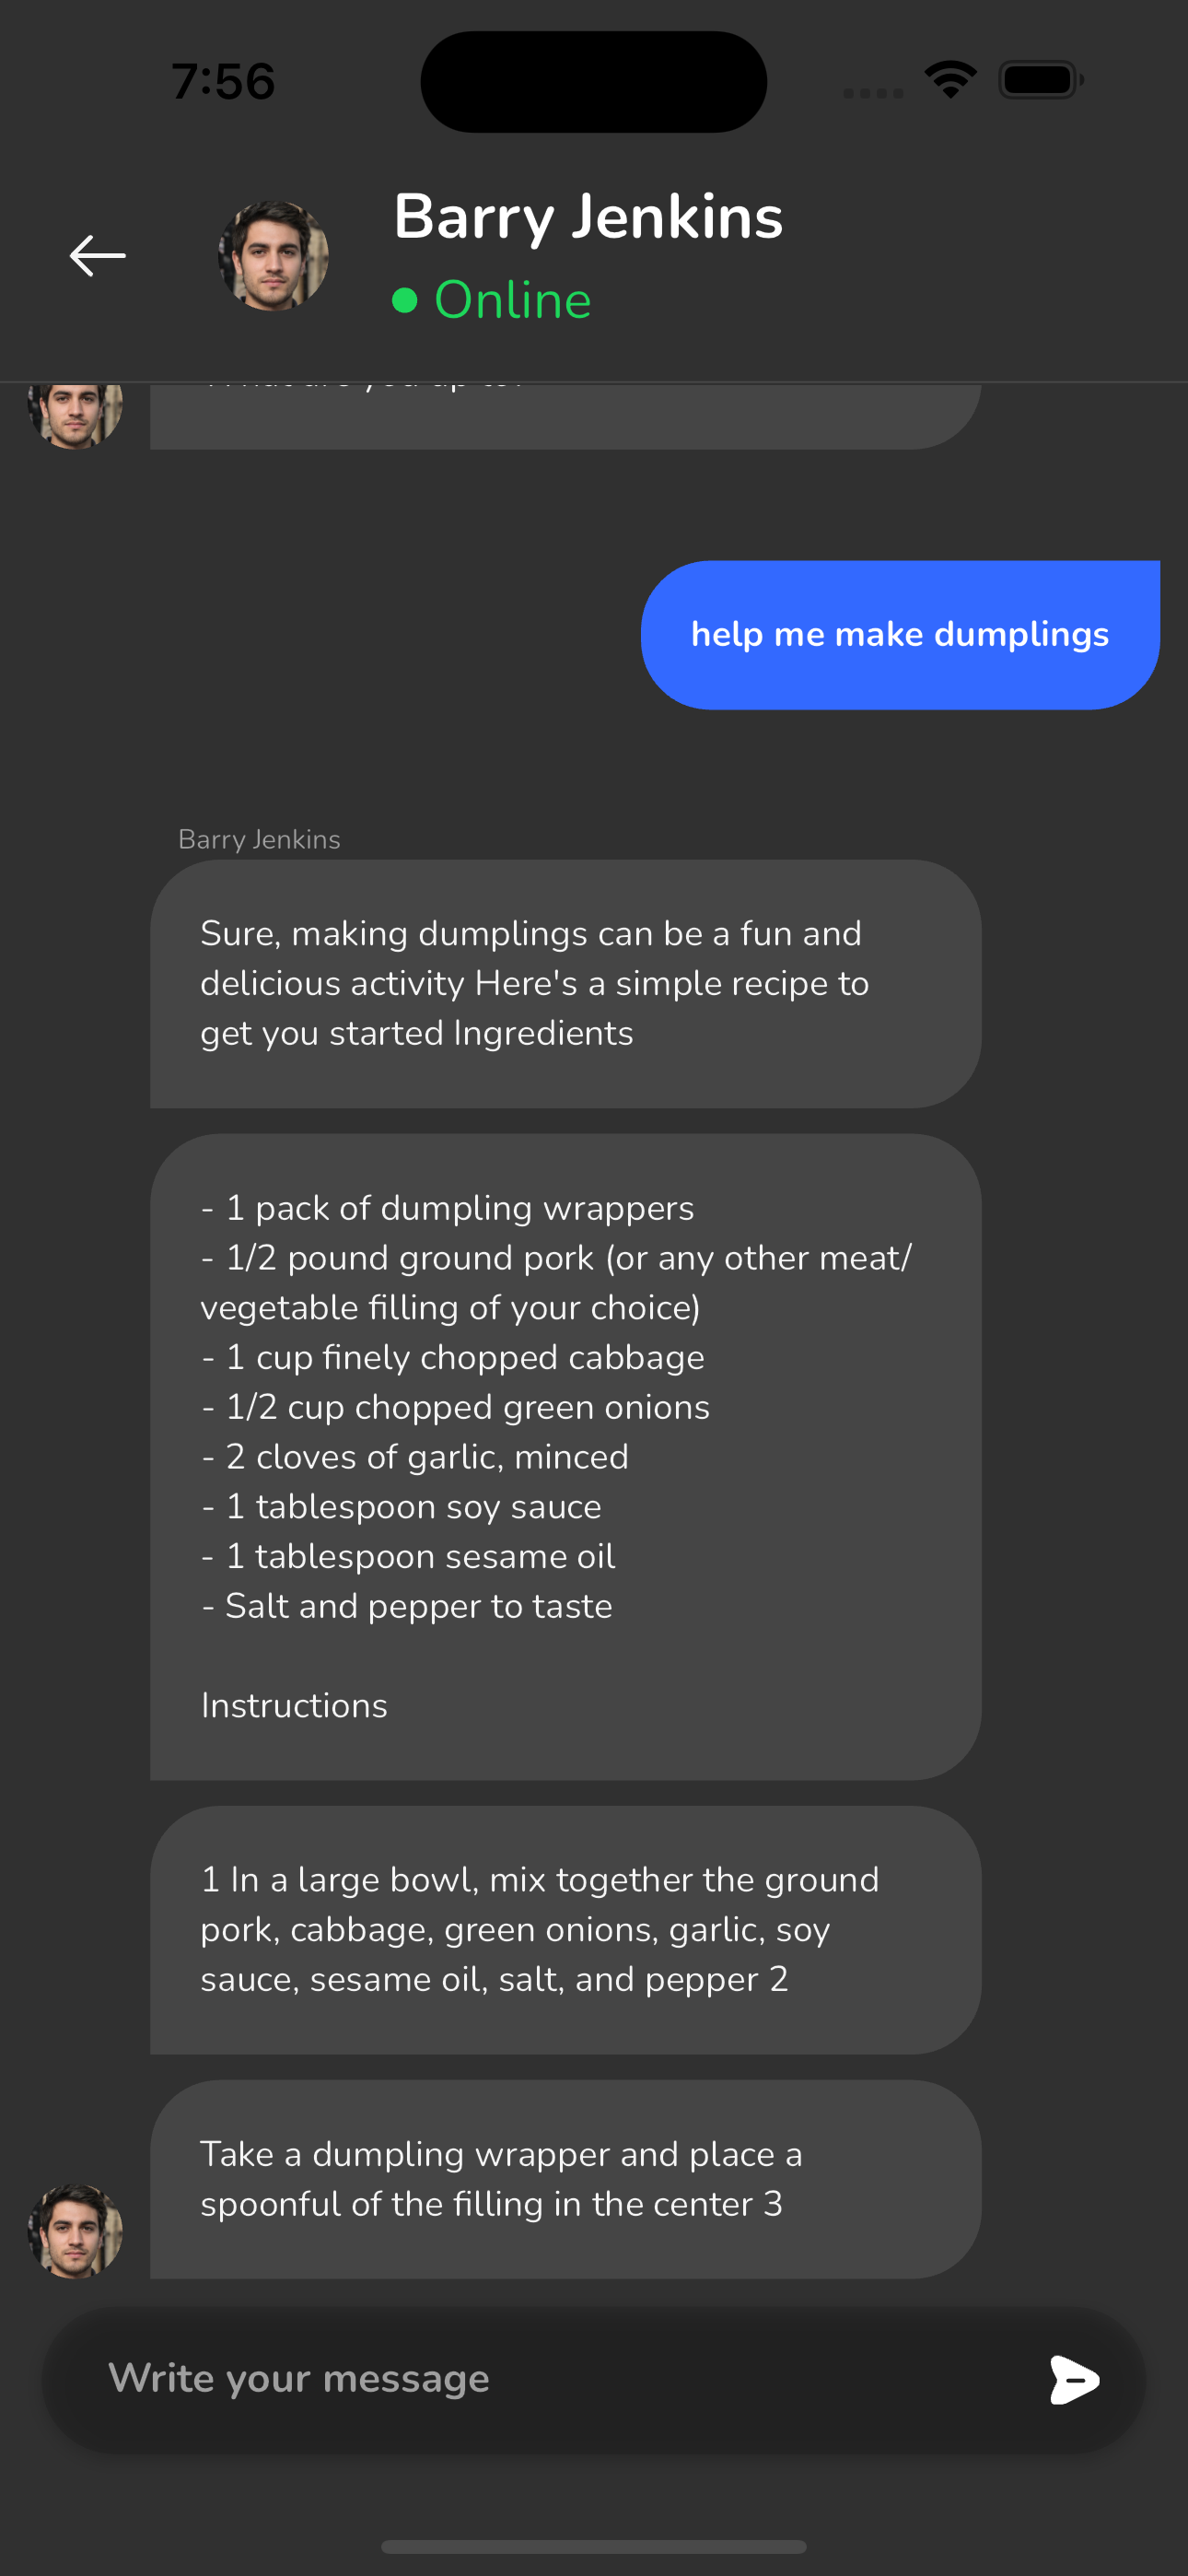 7:56
Barry Jenkins
Online
help me make dumplings
Barry Jenkins
Sure, making dumplings can be a fun and
delicious activity Here's a simple recipe to
get you started Ingredients
- 1 pack of dumpling wrappers
- 1/2 pound ground pork (or any other meat/
vegetable filling of your choice)
- 1 cup finely chopped cabbage
- 1/2 cup chopped green onions
- 2 cloves of garlic, minced
- 1 tablespoon soy sauce
- 1 tablespoon sesame oil
- Salt and pepper to taste
Instructions
1 In a large bowl, mix together the ground
pork, cabbage, green onions, garlic, soy
sauce, sesame oil, salt, and pepper 2
Take a dumpling wrapper and place a
spoonful of the filling in the center 3
Write your message